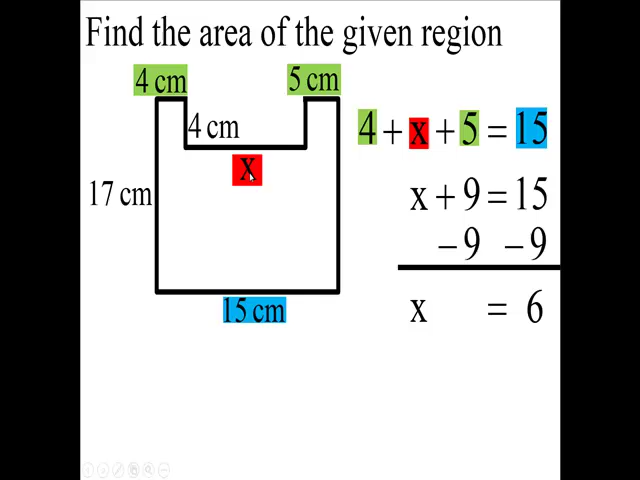 Find the area of the given region
4 cm
5 cm
4 cm
x
17 cm
15 cm
4 + x + 5 = 15
x + 9 = 15
− 9 − 9
x = 6